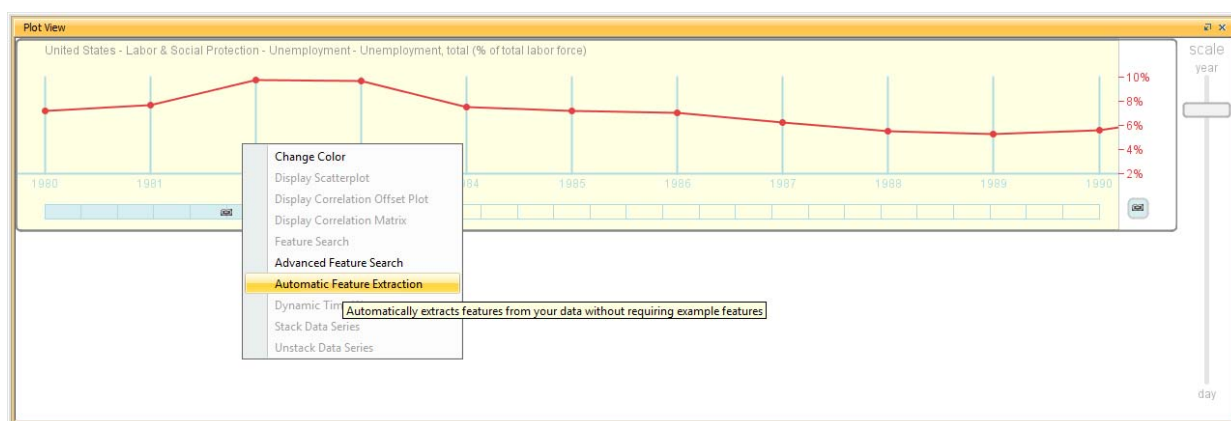 Plot View
United States - Labor & Social Protection - Unemployment - Unemployment, total (% of total labor force)
scale
year
10%
8%
6%
4%
2%
1980 1981 84 1985 1986 1987 1988 1989 1990
Change Color
Display Scatterplot
Display Correlation Offset Plot
Display Correlation Matrix
Feature Search
Advanced Feature Search
Automatic Feature Extraction
Dynamic Tim
Automatically extracts features from your data without requiring example features
Stack Data Series
Unstack Data Series
day